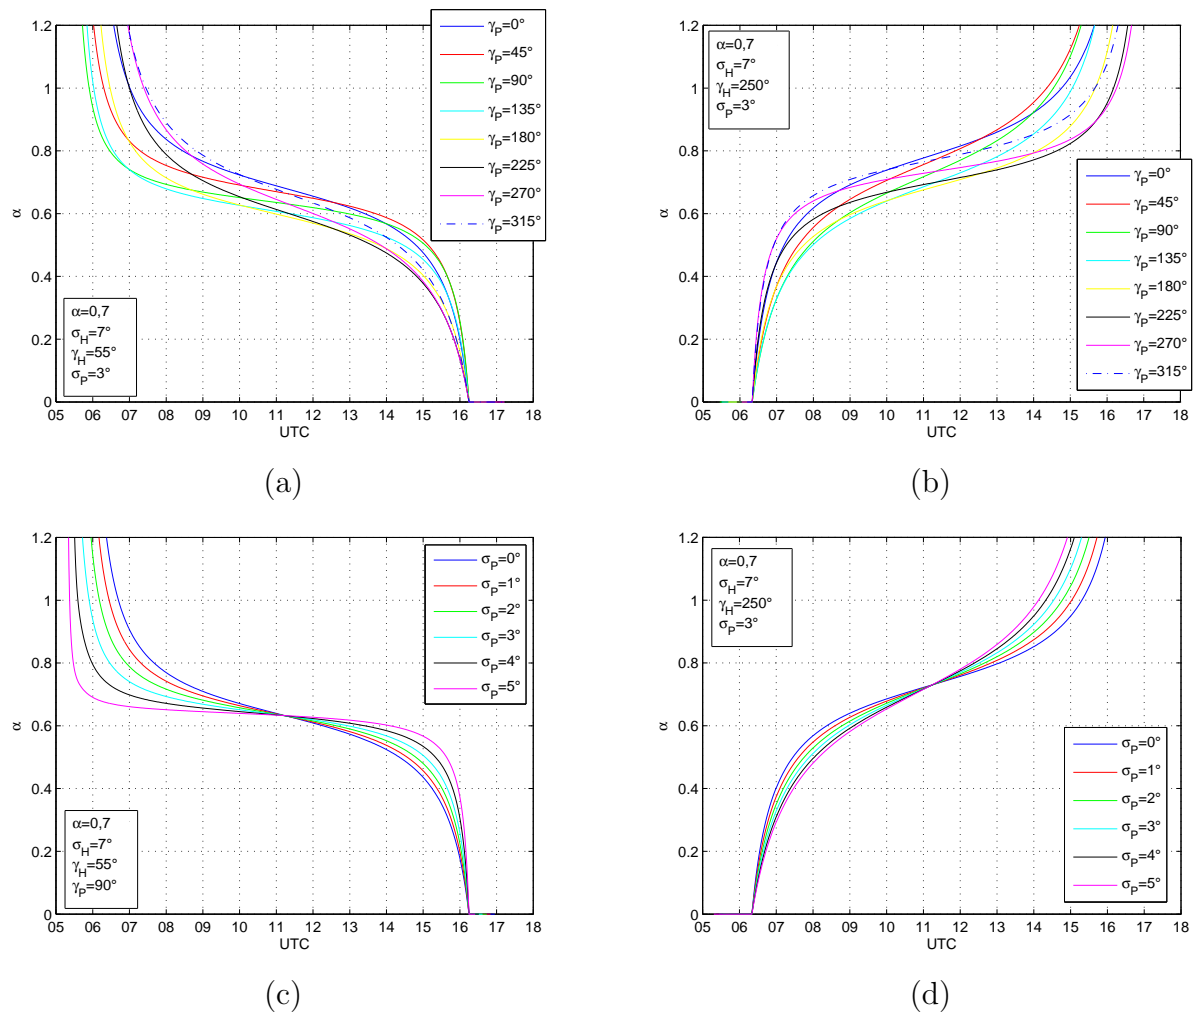 1.2
1
0.8
0.6
0.4
0.2
0
α
05 06 07 08 09 10 11 12 13 14 15 16 17 18
UTC
γP=0°
γP=45°
γP=90°
γP=135°
γP=180°
γP=225°
γP=270°
γP=315°
α=0,7
σH=7°
γH=55°
σP=3°
(a)
1.2
1
0.8
0.6
0.4
0.2
0
α
05 06 07 08 09 10 11 12 13 14 15 16 17 18
UTC
α=0,7
σH=7°
γH=250°
σP=3°
γP=0°
γP=45°
γP=90°
γP=135°
γP=180°
γP=225°
γP=270°
γP=315°
(b)
1.2
1
0.8
0.6
0.4
0.2
0
α
05 06 07 08 09 10 11 12 13 14 15 16 17 18
UTC
σP=0°
σP=1°
σP=2°
σP=3°
σP=4°
σP=5°
α=0,7
σH=7°
γH=55°
γP=90°
(c)
1.2
1
0.8
0.6
0.4
0.2
0
α
05 06 07 08 09 10 11 12 13 14 15 16 17 18
UTC
α=0,7
σH=7°
γH=250°
σP=3°
σP=0°
σP=1°
σP=2°
σP=3°
σP=4°
σP=5°
(d)